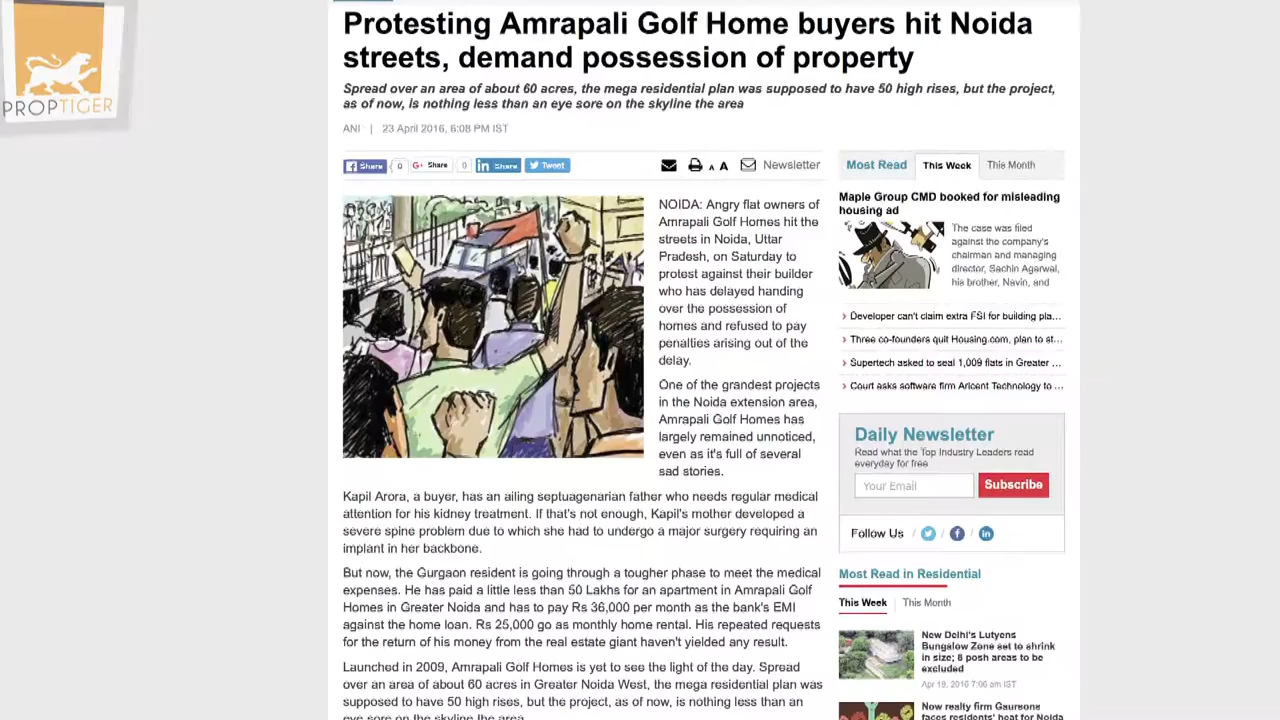 PROPTIGER
Protesting Amrapali Golf Home buyers hit Noida
streets, demand possession of property
Spread over an area of about 60 acres, the mega residential plan was supposed to have 50 high rises, but the project,
as of now, is nothing less than an eye sore on the skyline the area
ANI | 23 April 2016, 6:08 PM IST
Share 0 G+ Share 0 in Share Tweet A A Newsletter
NOIDA: Angry flat owners of
Amrapali Golf Homes hit the
streets in Noida, Uttar
Pradesh, on Saturday to
protest against their builder
who has delayed handing
over the possession of
homes and refused to pay
penalties arising out of the
delay.
One of the grandest projects
in the Noida extension area,
Amrapali Golf Homes has
largely remained unnoticed,
even as it's full of several
sad stories.
Kapil Arora, a buyer, has an ailing septuagenarian father who needs regular medical
attention for his kidney treatment. If that's not enough, Kapil's mother developed a
severe spine problem due to which she had to undergo a major surgery requiring an
implant in her backbone.
But now, the Gurgaon resident is going through a tougher phase to meet the medical
expenses. He has paid a little less than 50 Lakhs for an apartment in Amrapali Golf
Homes in Greater Noida and has to pay Rs 36,000 per month as the bank's EMI
against the home loan. Rs 25,000 go as monthly home rental. His repeated requests
for the return of his money from the real estate giant haven't yielded any result.
Launched in 2009, Amrapali Golf Homes is yet to see the light of the day. Spread
over an area of about 60 acres in Greater Noida West, the mega residential plan was
supposed to have 50 high rises, but the project, as of now, is nothing less than an
eye sore on the skyline the area.
Most Read This Week This Month
Maple Group CMD booked for misleading
housing ad
The case was filed
against the company's
chairman and managing
director, Sachin Agarwal,
his brother, Navin, and
Developer can't claim extra FSI for building pla...
Three co-founders quit Housing.com, plan to st...
Supertech asked to seal 1,009 flats in Greater ...
Court asks software firm Aricent Technology to ...
Daily Newsletter
Read what the Top Industry Leaders read
everyday for free
Your Email Subscribe
Follow Us / / / in
Most Read in Residential
This Week This Month
New Delhi's Lutyens
Bungalow Zone set to shrink
in size; 6 posh areas to be
excluded
Apr 19, 2016 7:06 am IST
Now realty firm Gaursons
faces residents' heat for Noida